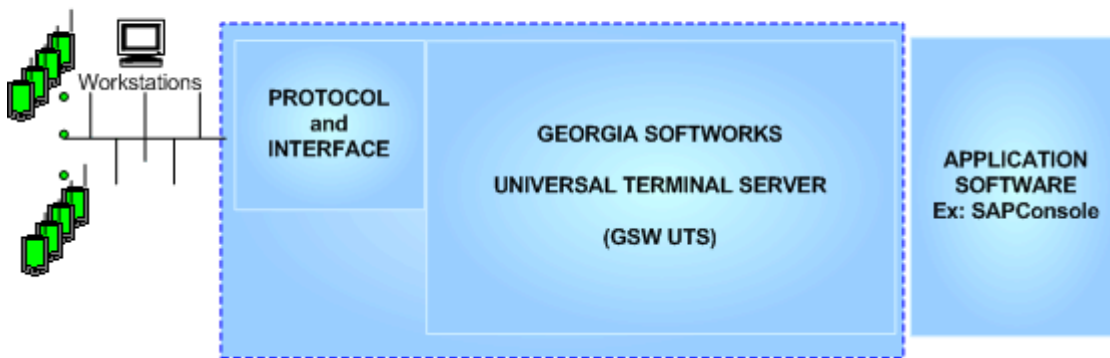 Workstations
PROTOCOL
and
INTERFACE
GEORGIA SOFTWORKS
UNIVERSAL TERMINAL SERVER
(GSW UTS)
APPLICATION
SOFTWARE
Ex: SAPConsole